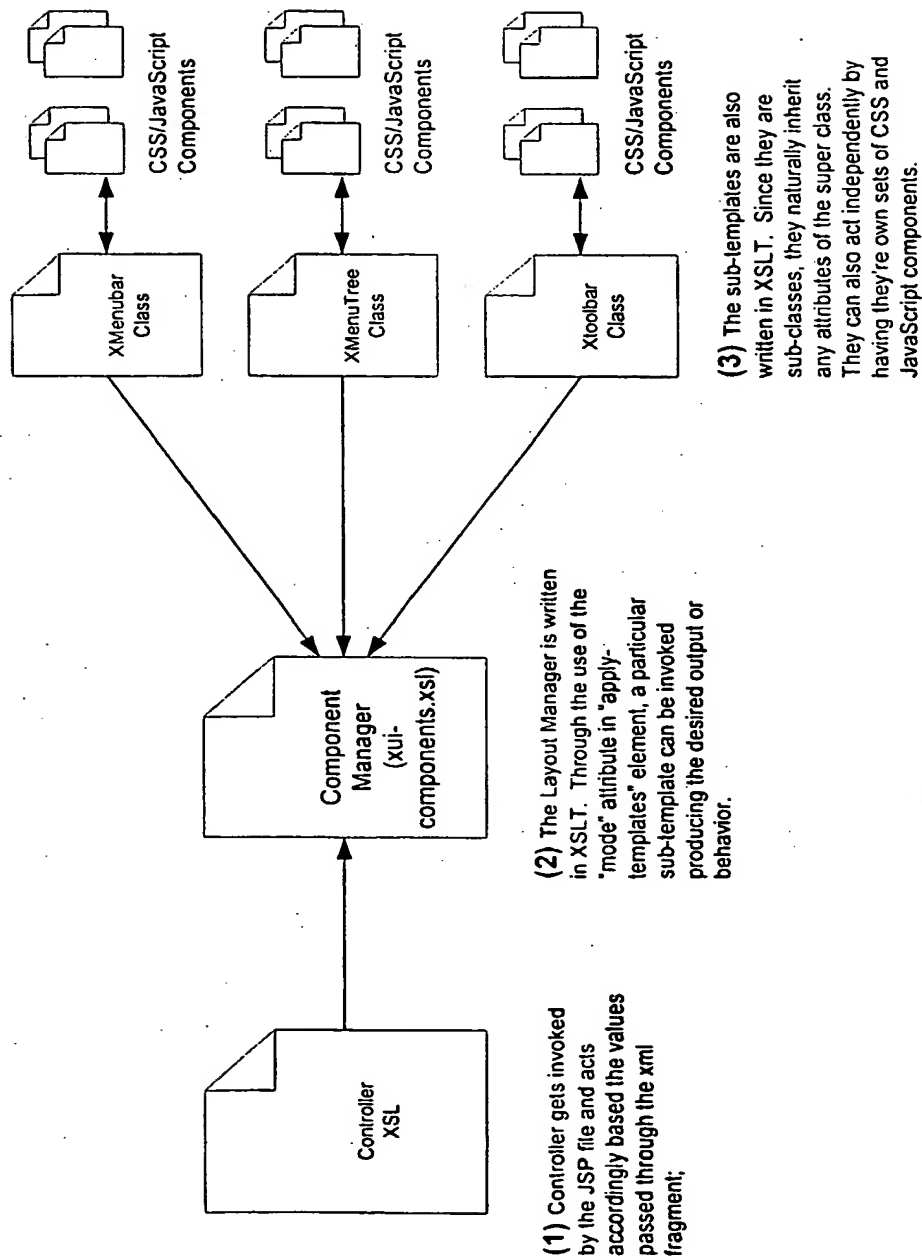 Controller
XSL
(1) Controller gets invoked
by the JSP file and acts
accordingly based the values
passed through the xml
fragment;
Component
Manager
(xui-
components.xsl)
(2) The Layout Manager is written
in XSLT. Through the use of the
"mode" attribute in "apply-
templates" element, a particular
sub-template can be invoked
producing the desired output or
behavior.
XMenubar
Class
CSS/JavaScript
Components
XMenuTree
Class
CSS/JavaScript
Components
Xtoolbar
Class
CSS/JavaScript
Components
(3) The sub-templates are also
written in XSLT. Since they are
sub-classes, they naturally inherit
any attributes of the super class.
They can also act independently by
having they're own sets of CSS and
JavaScript components.